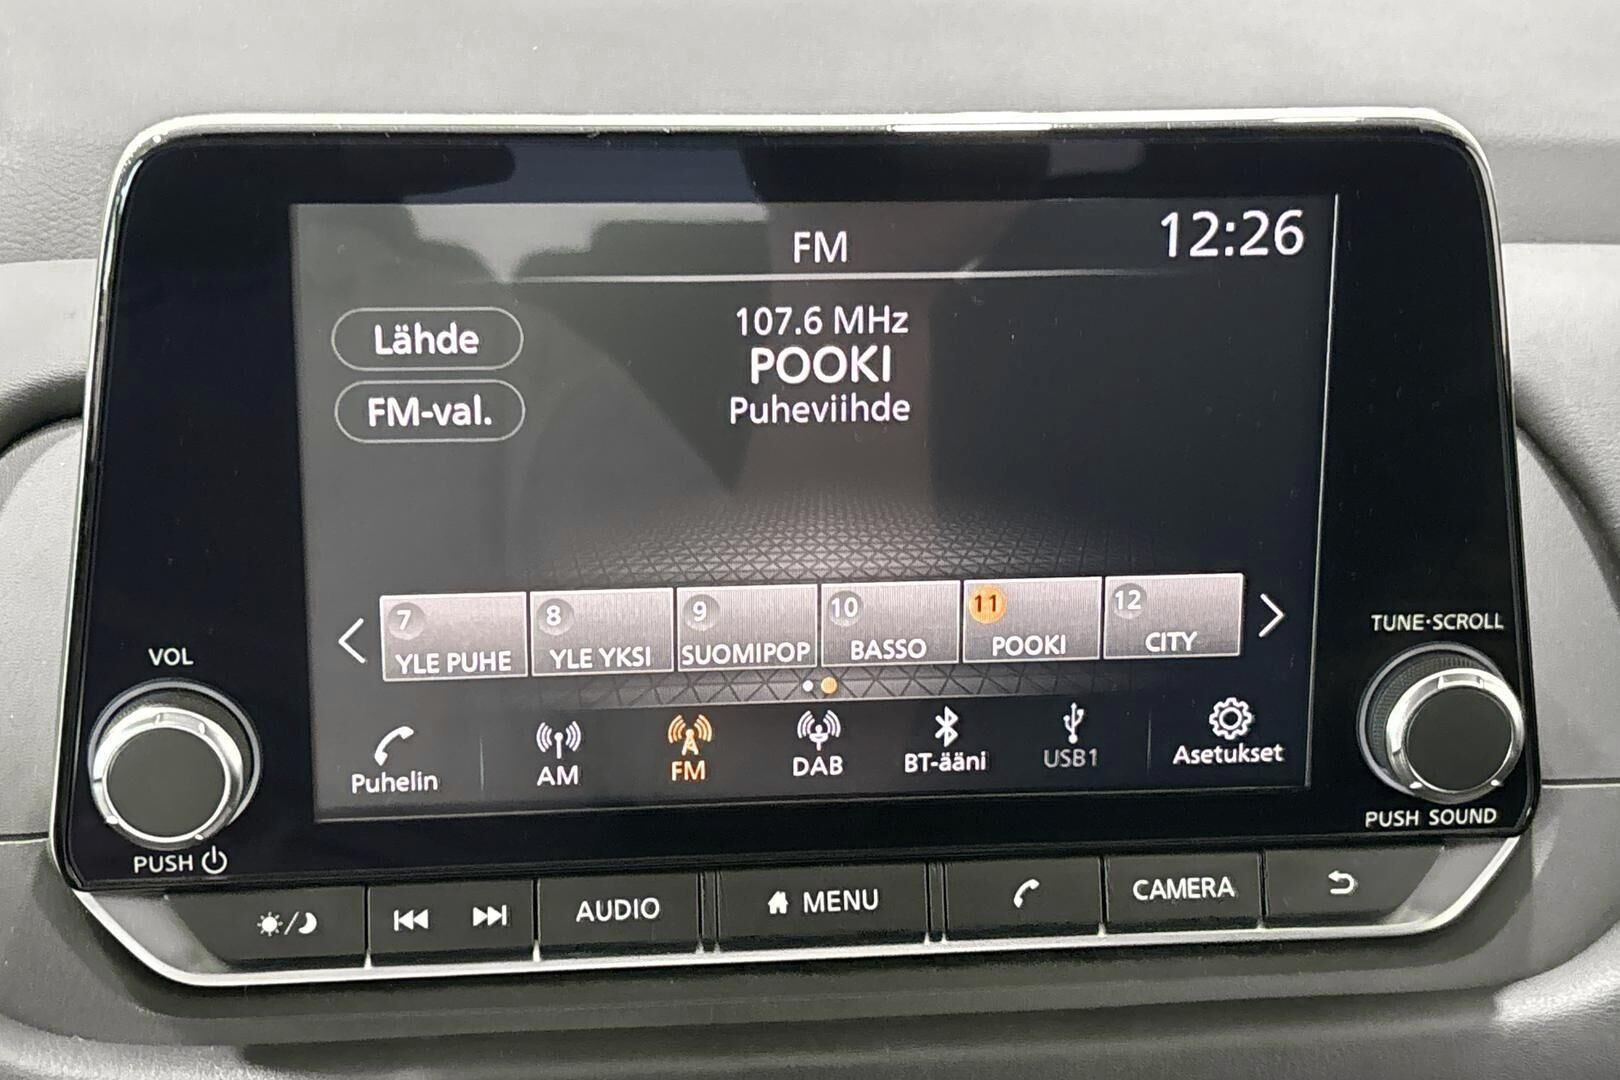 FM
12:26
Lähde
FM-val.
107.6 MHz
POOKI
Puheviihde
7 YLE PUHE
8 YLE YKSI
9 SUOMIPOP
10 BASSO
11 POOKI
12 CITY
Puhelin
AM
FM
DAB
BT-ääni
USB1
Asetukset
VOL
PUSH
TUNE·SCROLL
PUSH SOUND
AUDIO
MENU
CAMERA